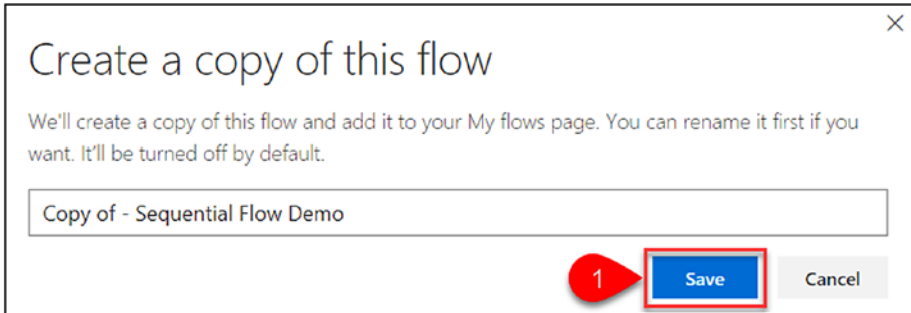 Create a copy of this flow
We'll create a copy of this flow and add it to your My flows page. You can rename it first if you
want. It'll be turned off by default.
Copy of - Sequential Flow Demo
1 Save Cancel